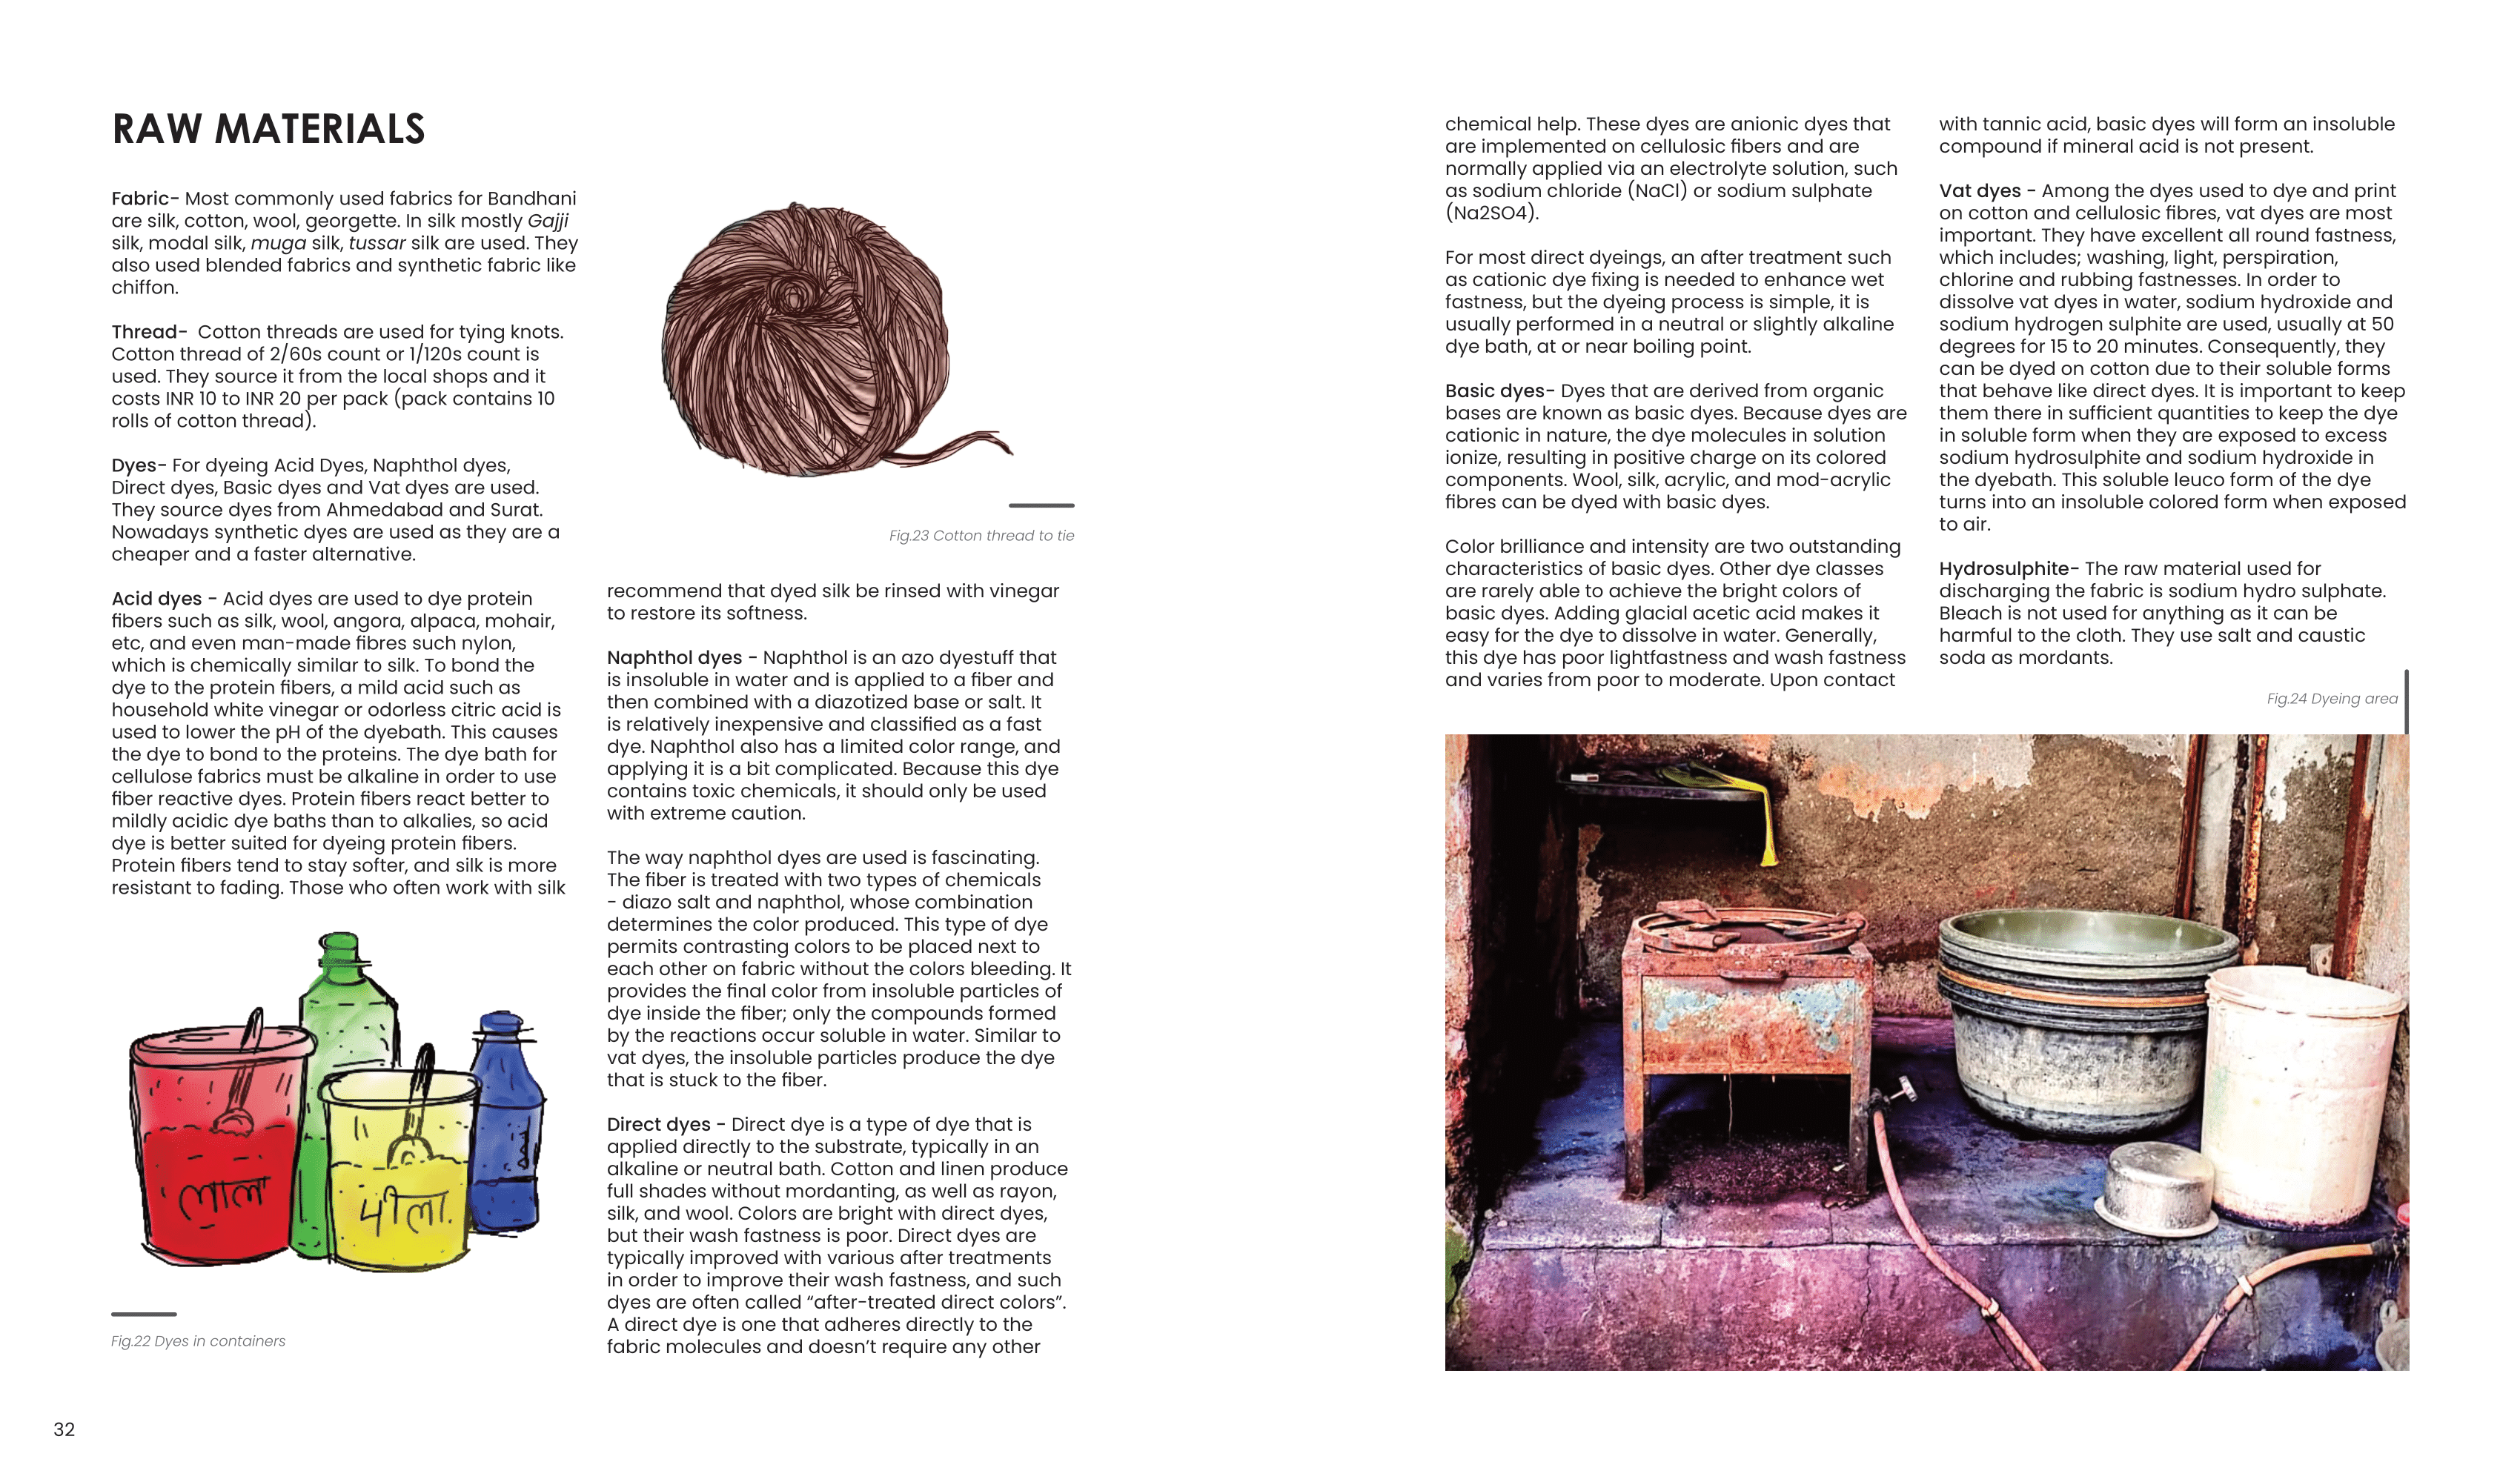 RAW MATERIALS
Fabric- Most commonly used fabrics for Bandhani
are silk, cotton, wool, georgette. In silk mostly Gajji
silk, modal silk, muga silk, tussar silk are used. They
also used blended fabrics and synthetic fabric like
chiffon.
Thread- Cotton threads are used for tying knots.
Cotton thread of 2/60s count or 1/120s count is
used. They source it from the local shops and it
costs INR 10 to INR 20 per pack (pack contains 10
rolls of cotton thread).
Dyes- For dyeing Acid Dyes, Naphthol dyes,
Direct dyes, Basic dyes and Vat dyes are used.
They source dyes from Ahmedabad and Surat.
Nowadays synthetic dyes are used as they are a
cheaper and a faster alternative.
Acid dyes - Acid dyes are used to dye protein
fibers such as silk, wool, angora, alpaca, mohair,
etc, and even man-made fibres such nylon,
which is chemically similar to silk. To bond the
dye to the protein fibers, a mild acid such as
household white vinegar or odorless citric acid is
used to lower the pH of the dyebath. This causes
the dye to bond to the proteins. The dye bath for
cellulose fabrics must be alkaline in order to use
fiber reactive dyes. Protein fibers react better to
mildly acidic dye baths than to alkalies, so acid
dye is better suited for dyeing protein fibers.
Protein fibers tend to stay softer, and silk is more
resistant to fading. Those who often work with silk
लाल
पीला
Fig.22 Dyes in containers
32
Fig.23 Cotton thread to tie
recommend that dyed silk be rinsed with vinegar
to restore its softness.
Naphthol dyes - Naphthol is an azo dyestuff that
is insoluble in water and is applied to a fiber and
then combined with a diazotized base or salt. It
is relatively inexpensive and classified as a fast
dye. Naphthol also has a limited color range, and
applying it is a bit complicated. Because this dye
contains toxic chemicals, it should only be used
with extreme caution.
The way naphthol dyes are used is fascinating.
The fiber is treated with two types of chemicals
- diazo salt and naphthol, whose combination
determines the color produced. This type of dye
permits contrasting colors to be placed next to
each other on fabric without the colors bleeding. It
provides the final color from insoluble particles of
dye inside the fiber; only the compounds formed
by the reactions occur soluble in water. Similar to
vat dyes, the insoluble particles produce the dye
that is stuck to the fiber.
Direct dyes - Direct dye is a type of dye that is
applied directly to the substrate, typically in an
alkaline or neutral bath. Cotton and linen produce
full shades without mordanting, as well as rayon,
silk, and wool. Colors are bright with direct dyes,
but their wash fastness is poor. Direct dyes are
typically improved with various after treatments
in order to improve their wash fastness, and such
dyes are often called “after-treated direct colors”.
A direct dye is one that adheres directly to the
fabric molecules and doesn’t require any other
chemical help. These dyes are anionic dyes that
are implemented on cellulosic fibers and are
normally applied via an electrolyte solution, such
as sodium chloride (NaCl) or sodium sulphate
(Na2SO4).
For most direct dyeings, an after treatment such
as cationic dye fixing is needed to enhance wet
fastness, but the dyeing process is simple, it is
usually performed in a neutral or slightly alkaline
dye bath, at or near boiling point.
Basic dyes- Dyes that are derived from organic
bases are known as basic dyes. Because dyes are
cationic in nature, the dye molecules in solution
ionize, resulting in positive charge on its colored
components. Wool, silk, acrylic, and mod-acrylic
fibres can be dyed with basic dyes.
Color brilliance and intensity are two outstanding
characteristics of basic dyes. Other dye classes
are rarely able to achieve the bright colors of
basic dyes. Adding glacial acetic acid makes it
easy for the dye to dissolve in water. Generally,
this dye has poor lightfastness and wash fastness
and varies from poor to moderate. Upon contact
with tannic acid, basic dyes will form an insoluble
compound if mineral acid is not present.
Vat dyes - Among the dyes used to dye and print
on cotton and cellulosic fibres, vat dyes are most
important. They have excellent all round fastness,
which includes; washing, light, perspiration,
chlorine and rubbing fastnesses. In order to
dissolve vat dyes in water, sodium hydroxide and
sodium hydrogen sulphite are used, usually at 50
degrees for 15 to 20 minutes. Consequently, they
can be dyed on cotton due to their soluble forms
that behave like direct dyes. It is important to keep
them there in sufficient quantities to keep the dye
in soluble form when they are exposed to excess
sodium hydrosulphite and sodium hydroxide in
the dyebath. This soluble leuco form of the dye
turns into an insoluble colored form when exposed
to air.
Hydrosulphite- The raw material used for
discharging the fabric is sodium hydro sulphate.
Bleach is not used for anything as it can be
harmful to the cloth. They use salt and caustic
soda as mordants.
Fig.24 Dyeing area